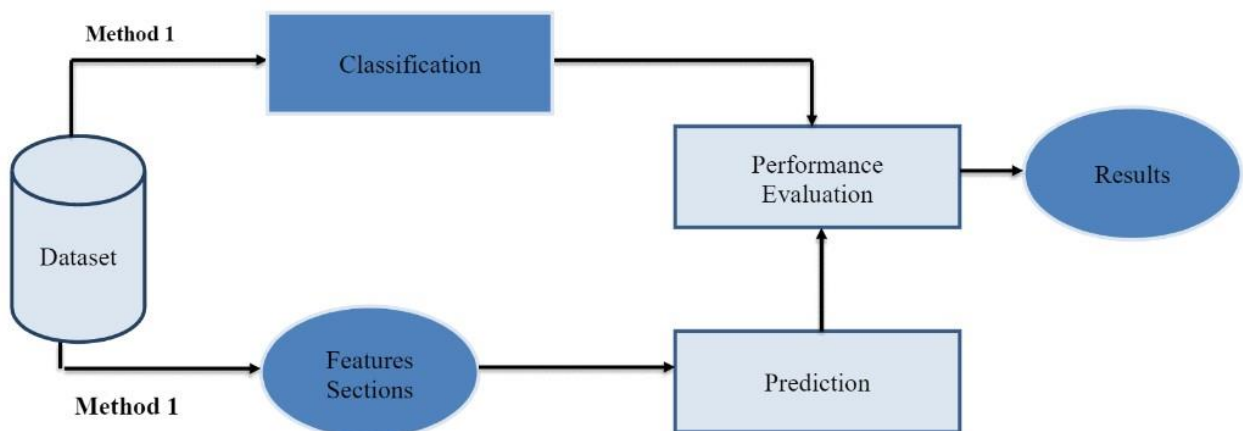 Method 1
Classification
Performance
Evaluation
Results
Dataset
Features
Sections
Prediction
Method 1